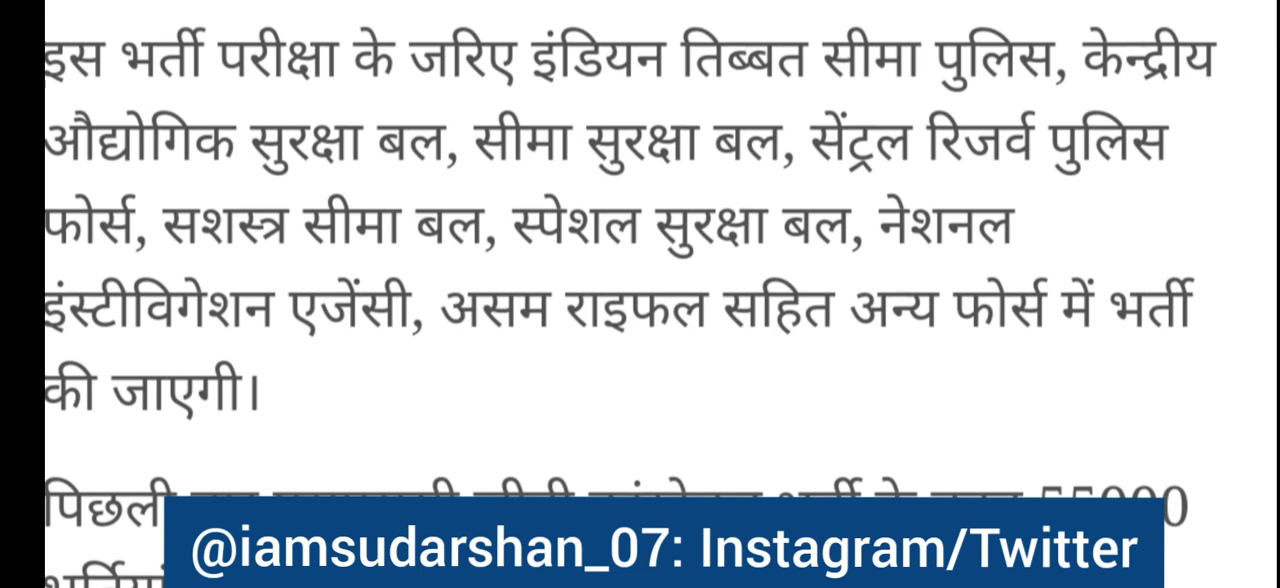 इस भर्ती परीक्षा के जरिए इंडियन तिब्बत सीमा पुलिस, केन्द्रीय
औद्योगिक सुरक्षा बल, सीमा सुरक्षा बल, सेंट्रल रिजर्व पुलिस
फोर्स, सशस्त्र सीमा बल, स्पेशल सुरक्षा बल, नेशनल
इंस्टीविगेशन एजेंसी, असम राइफल सहित अन्य फोर्स में भर्ती
की जाएगी।
पिछली
@iamsudarshan_07: Instagram/Twitter